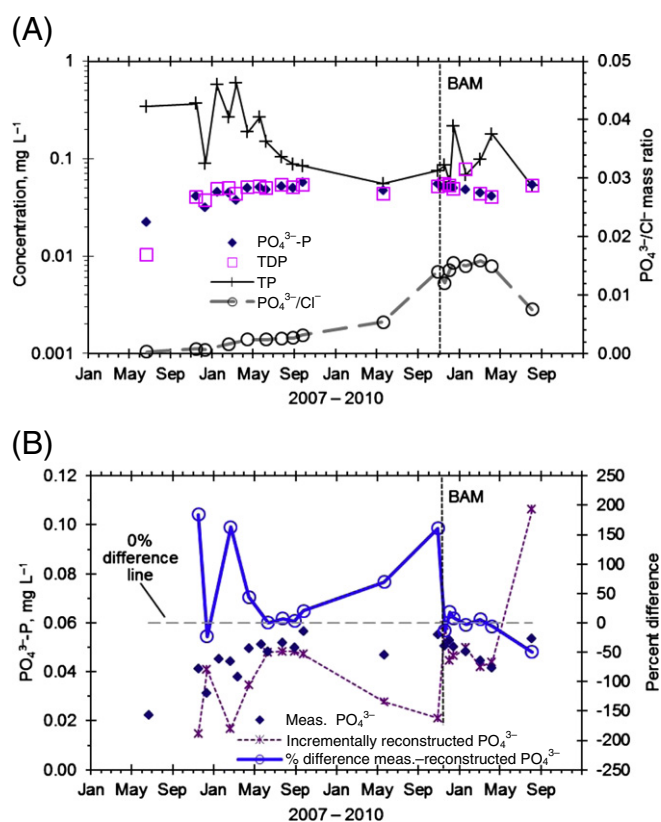 (A)
1
0.1
0.01
0.001
Concentration, mg L⁻¹
0.05
0.04
0.03
0.02
0.01
0.00
PO₄³⁻/Cl⁻ mass ratio
BAM
PO₄³⁻-P
TDP
TP
PO₄³⁻/Cl⁻
Jan May Sep Jan May Sep Jan May Sep Jan May Sep
2007 – 2010
(B)
0.12
0.10
0.08
0.06
0.04
0.02
0.00
PO₄³⁻-P, mg L⁻¹
250
200
150
100
50
0
-50
-100
-150
-200
-250
Percent difference
BAM
0%
difference
line
Meas. PO₄³⁻
Incrementally reconstructed PO₄³⁻
% difference meas.–reconstructed PO₄³⁻
Jan May Sep Jan May Sep Jan May Sep Jan May Sep
2007 – 2010